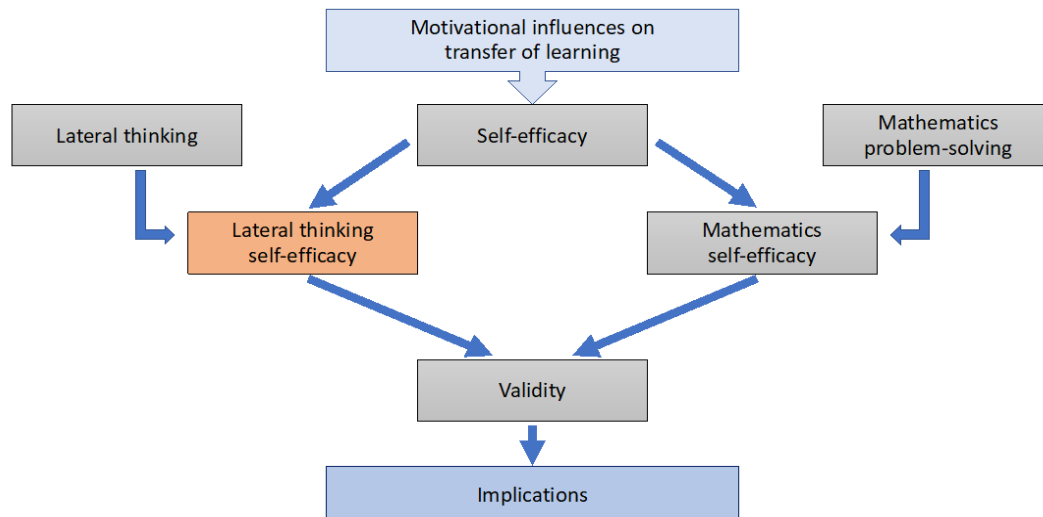 Motivational influences on
transfer of learning
Lateral thinking
Self-efficacy
Mathematics
problem-solving
Lateral thinking
self-efficacy
Mathematics
self-efficacy
Validity
Implications